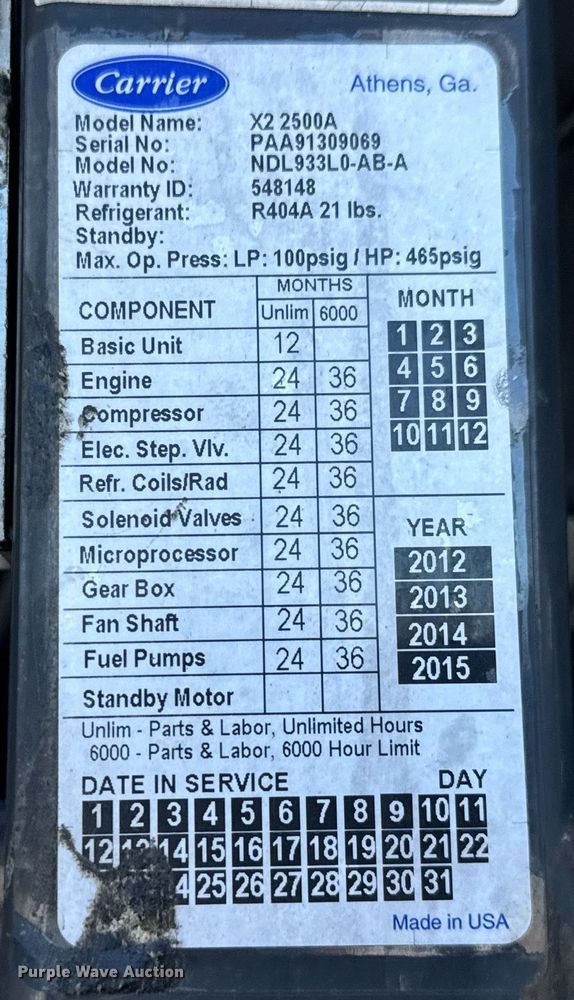 Carrier Athens, Ga.
Model Name: X2 2500A
Serial No: PAA91309069
Model No: NDL933L0-AB-A
Warranty ID: 548148
Refrigerant: R404A 21 lbs.
Standby:
Max. Op. Press: LP: 100psig / HP: 465psig
COMPONENT MONTHS
Unlim 6000
Basic Unit 12
Engine 24 36
Compressor 24 36
Elec. Step. Vlv. 24 36
Refr. Coils/Rad 24 36
Solenoid Valves 24 36
Microprocessor 24 36
Gear Box 24 36
Fan Shaft 24 36
Fuel Pumps 24 36
Standby Motor
MONTH
1 2 3
4 5 6
7 8 9
10 11 12
YEAR
2012
2013
2014
2015
Unlim - Parts & Labor, Unlimited Hours
6000 - Parts & Labor, 6000 Hour Limit
DATE IN SERVICE DAY
1 2 3 4 5 6 7 8 9 10 11
12 14 15 16 17 18 19 20 21 22
25 26 27 28 29 30 31
Made in USA
Purple Wave Auction